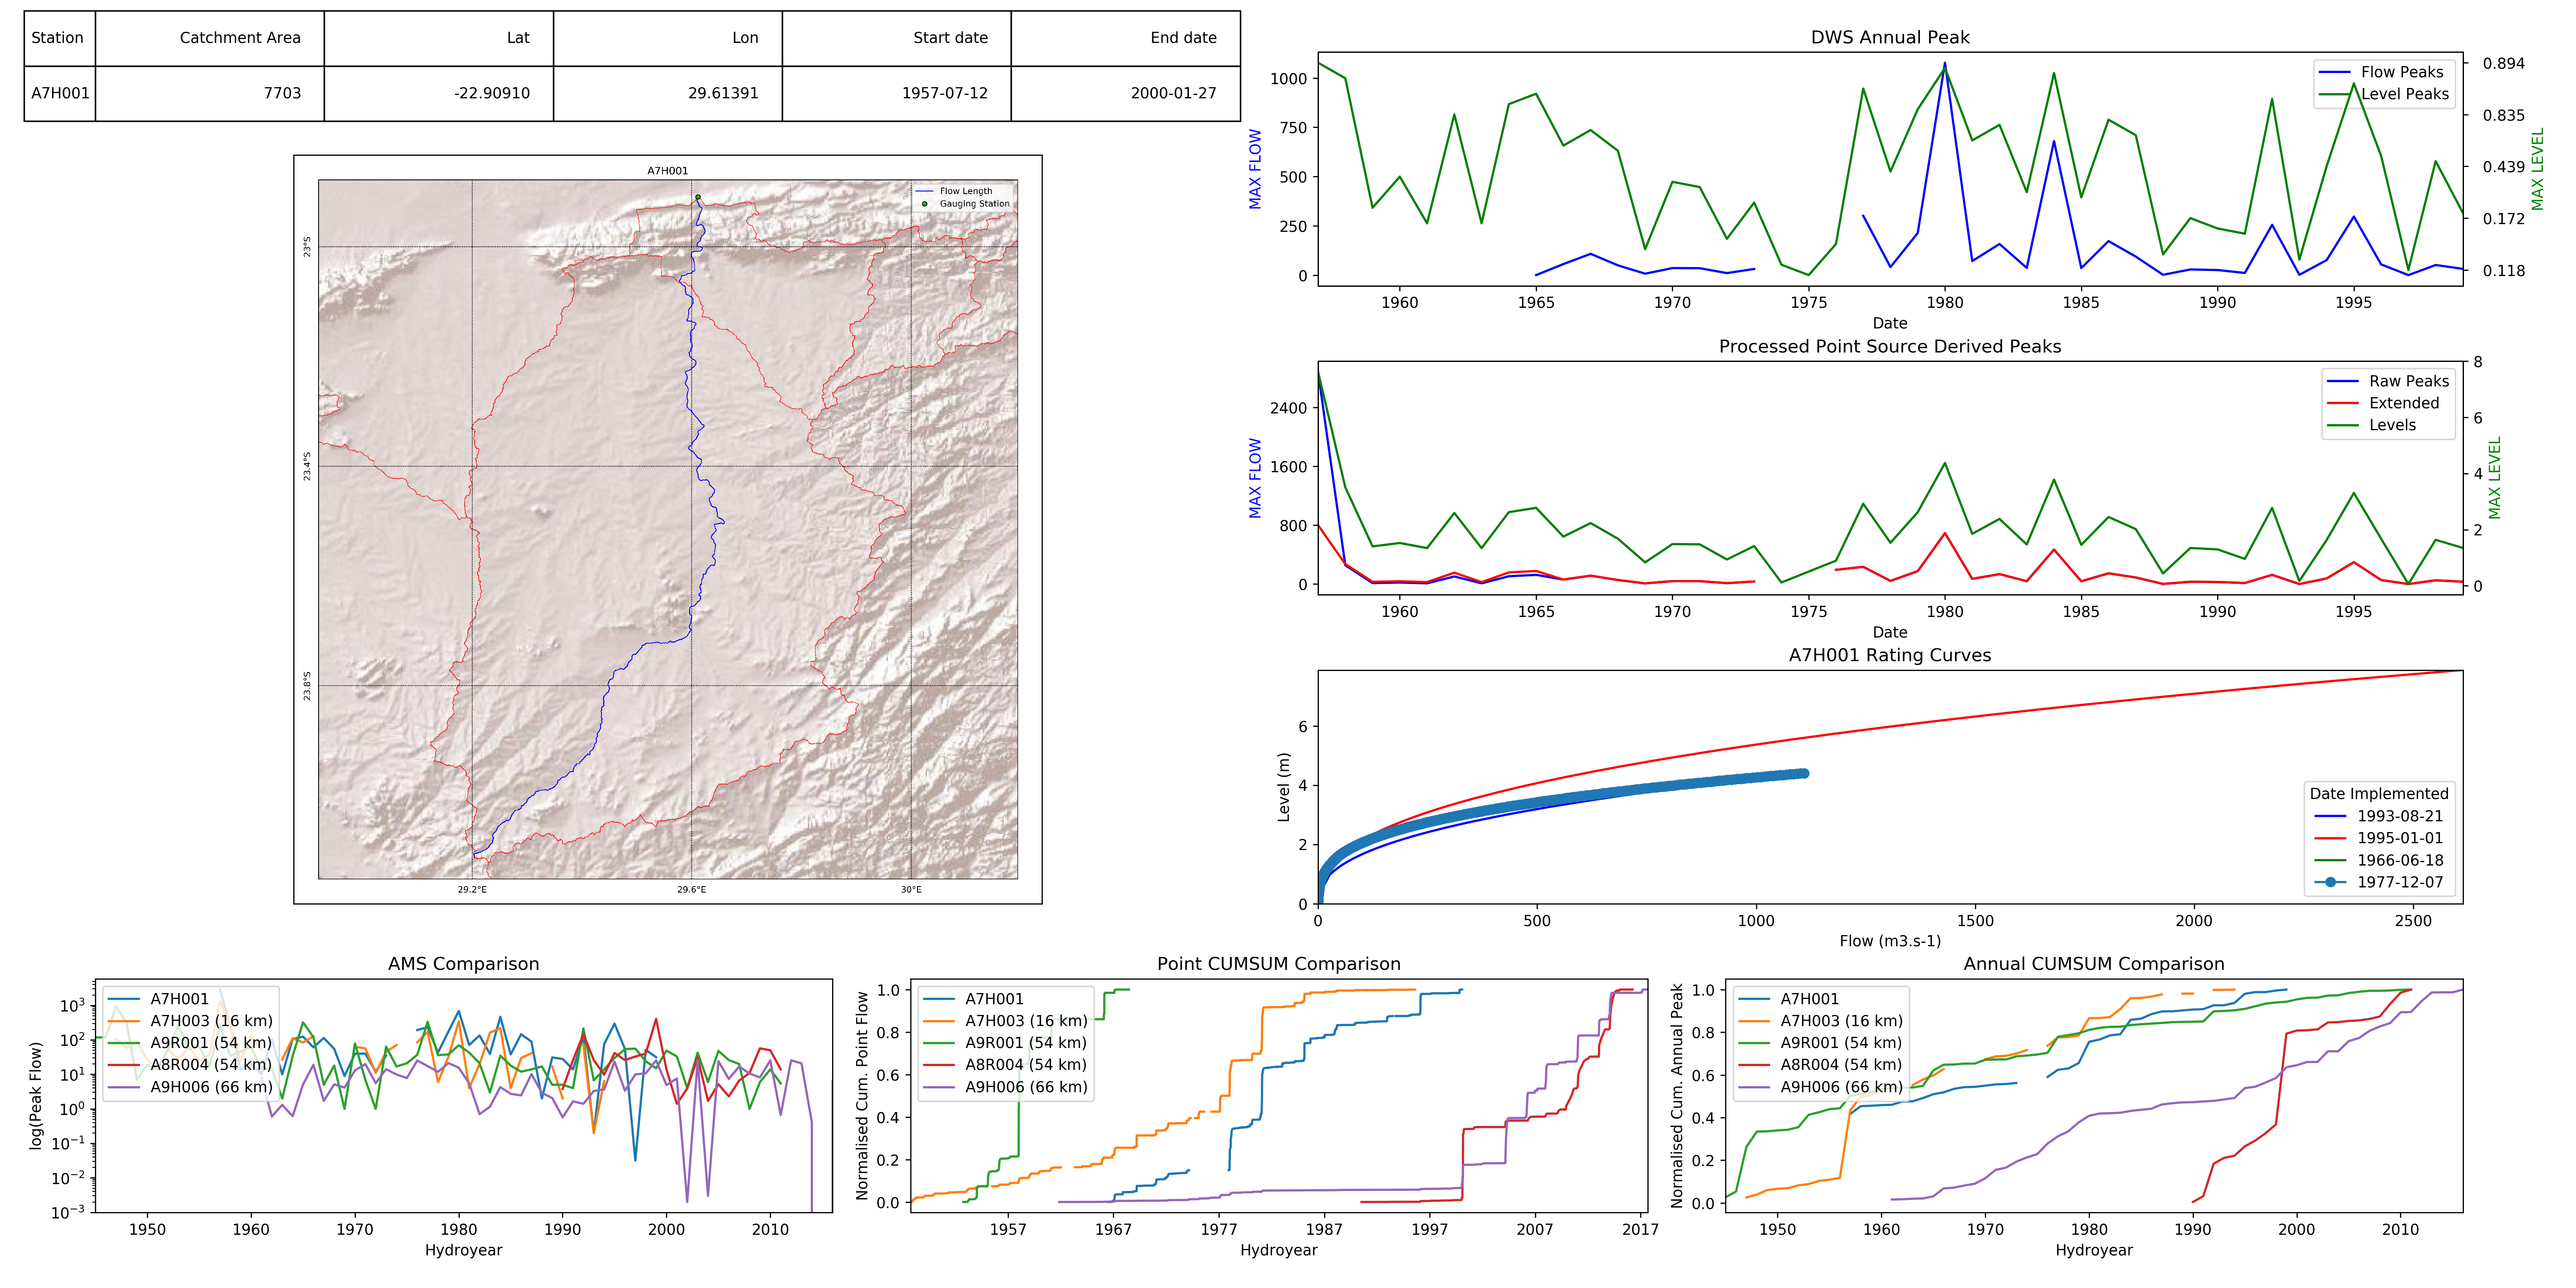 Station Catchment Area Lat Lon Start date End date
A7H001 7703 -22.90910 29.61391 1957-07-12 2000-01-27
A7H001
Flow Length
Gauging Station
23°S
23.4°S
23.8°S
29.2°E 29.6°E 30°E
DWS Annual Peak
Flow Peaks
Level Peaks
MAX FLOW
1000
750
500
250
0
0.894
0.835
0.439
0.172
0.118
MAX LEVEL
1960 1965 1970 1975 1980 1985 1990 1995
Date
Processed Point Source Derived Peaks
Raw Peaks
Extended
Levels
MAX FLOW
2400
1600
800
0
8
6
4
2
0
MAX LEVEL
1960 1965 1970 1975 1980 1985 1990 1995
Date
A7H001 Rating Curves
Level (m)
6
4
2
0
Date Implemented
1993-08-21
1995-01-01
1966-06-18
1977-12-07
0 500 1000 1500 2000 2500
Flow (m3.s-1)
AMS Comparison
log(Peak Flow)
10³
10²
10¹
10⁰
10⁻¹
10⁻²
10⁻³
A7H001
A7H003 (16 km)
A9R001 (54 km)
A8R004 (54 km)
A9H006 (66 km)
1950 1960 1970 1980 1990 2000 2010
Hydroyear
Point CUMSUM Comparison
Normalised Cum. Point Flow
1.0
0.8
0.6
0.4
0.2
0.0
A7H001
A7H003 (16 km)
A9R001 (54 km)
A8R004 (54 km)
A9H006 (66 km)
1957 1967 1977 1987 1997 2007 2017
Hydroyear
Annual CUMSUM Comparison
Normalised Cum. Annual Peak
1.0
0.8
0.6
0.4
0.2
0.0
A7H001
A7H003 (16 km)
A9R001 (54 km)
A8R004 (54 km)
A9H006 (66 km)
1950 1960 1970 1980 1990 2000 2010
Hydroyear